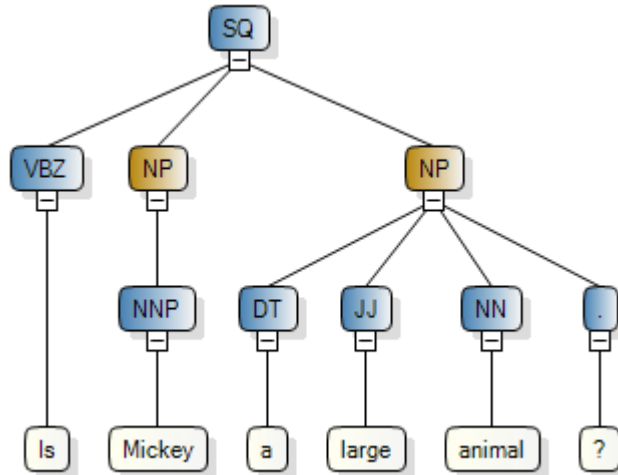 SQ
VBZ NP NP
NNP DT JJ NN .
Is Mickey a large animal ?